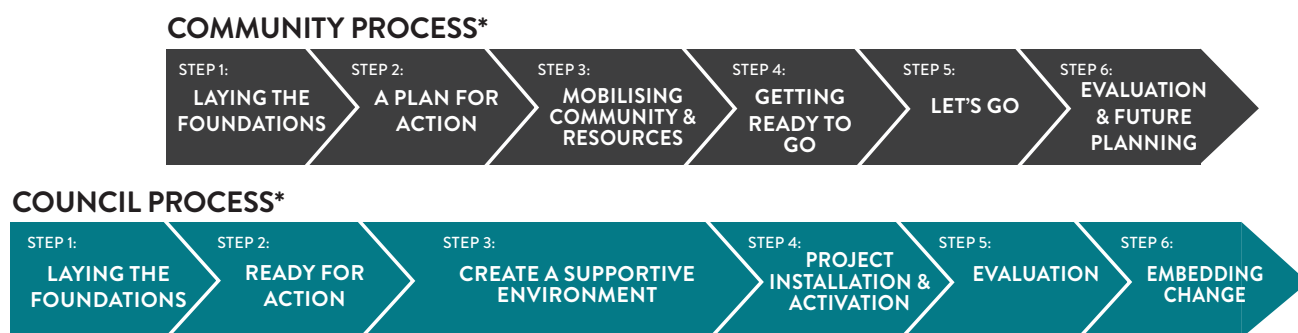 COMMUNITY PROCESS*
STEP 1:
LAYING THE
FOUNDATIONS
STEP 2:
A PLAN FOR
ACTION
STEP 3:
MOBILISING
COMMUNITY &
RESOURCES
STEP 4:
GETTING
READY TO
GO
STEP 5:
LET'S GO
STEP 6:
EVALUATION
& FUTURE
PLANNING
COUNCIL PROCESS*
STEP 1:
LAYING THE
FOUNDATIONS
STEP 2:
READY FOR
ACTION
STEP 3:
CREATE A SUPPORTIVE
ENVIRONMENT
STEP 4:
PROJECT
INSTALLATION &
ACTIVATION
STEP 5:
EVALUATION
STEP 6:
EMBEDDING
CHANGE